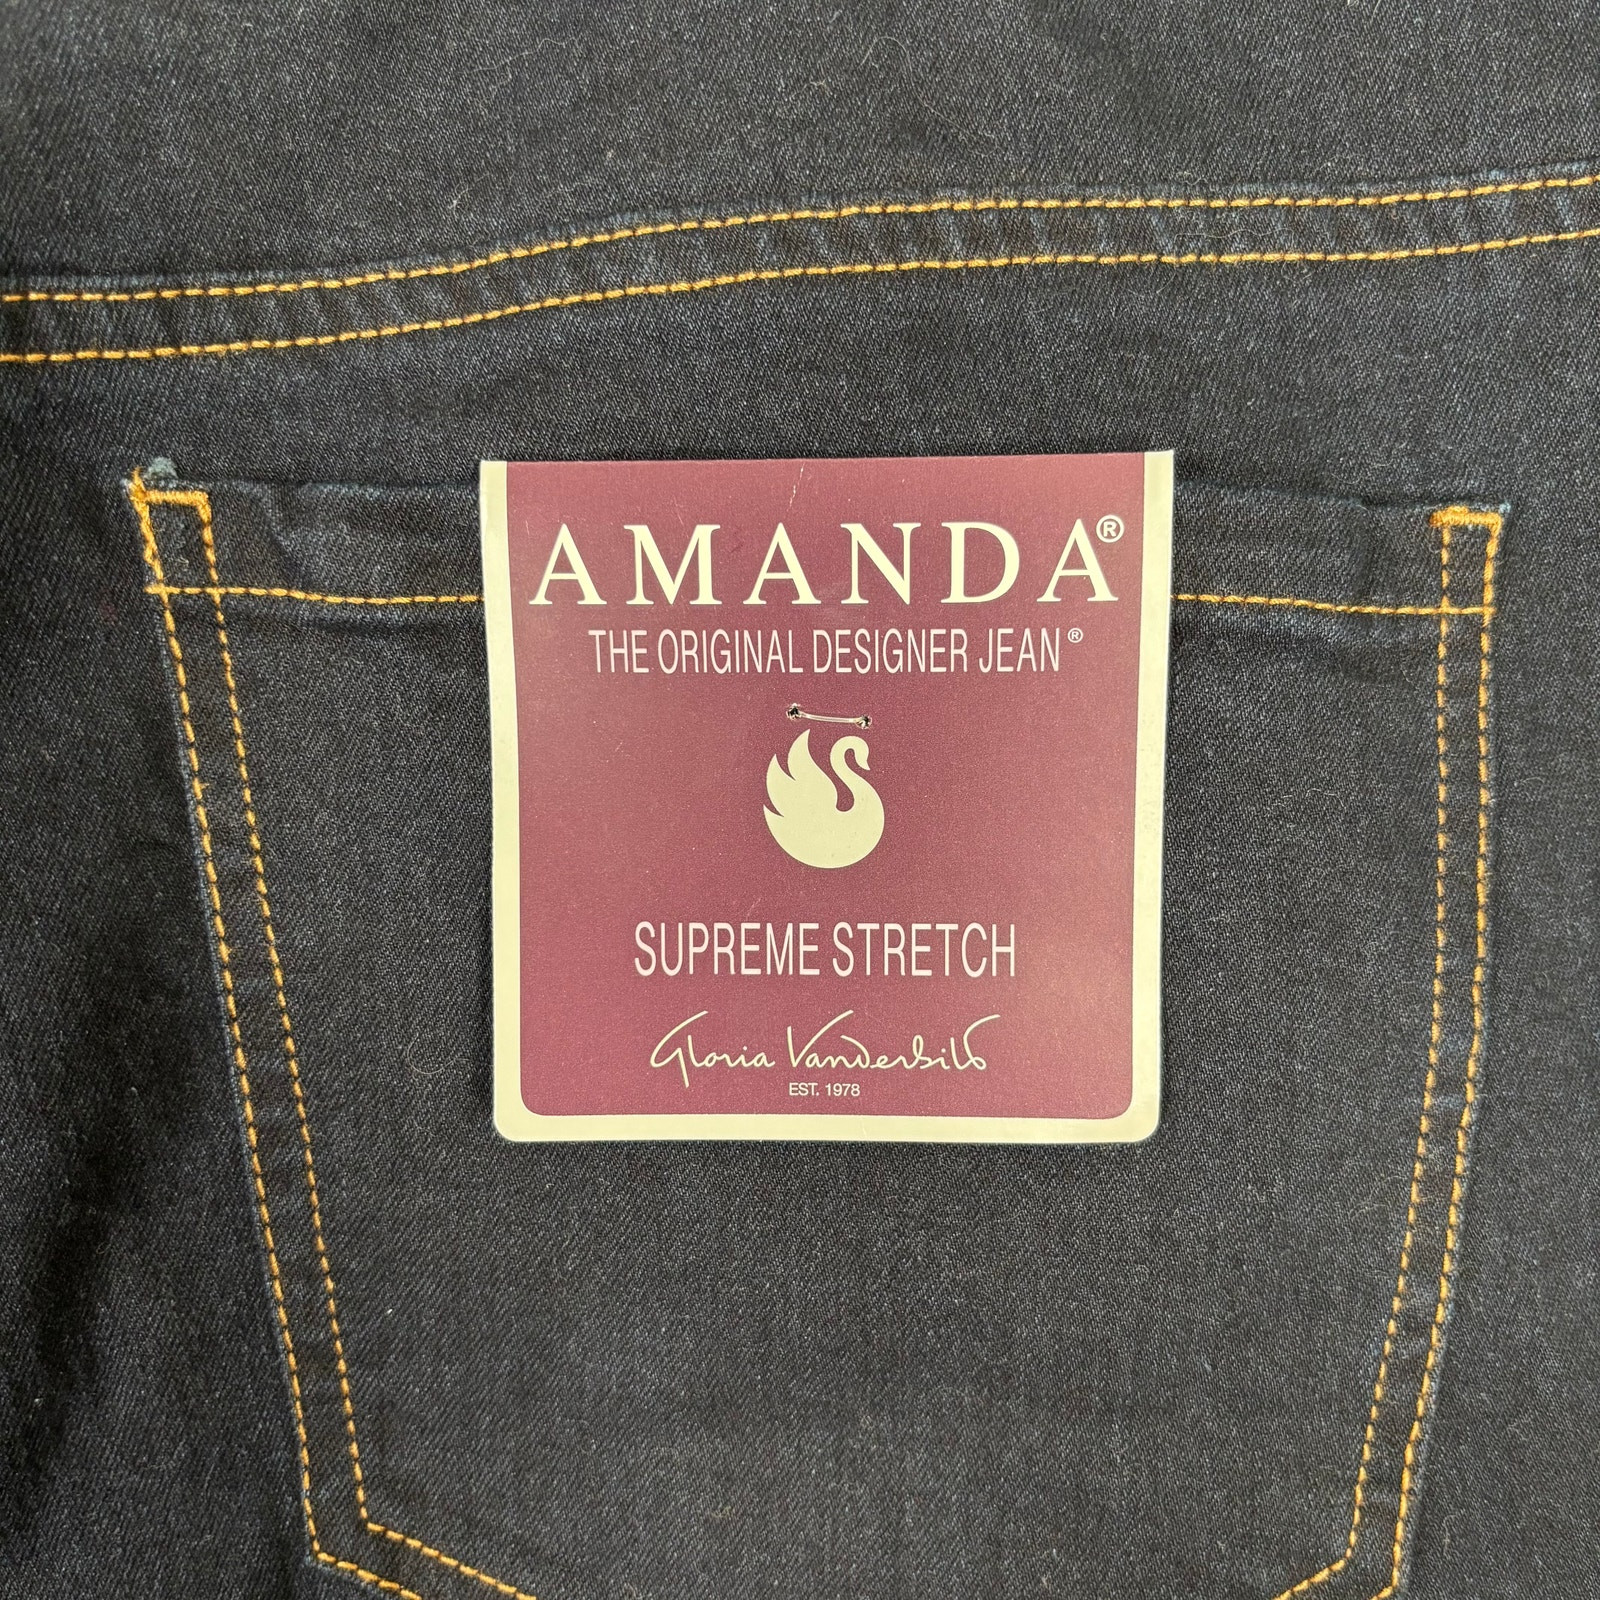 AMANDA®
THE ORIGINAL DESIGNER JEAN®
SUPREME STRETCH
Gloria Vanderbilt
EST. 1978